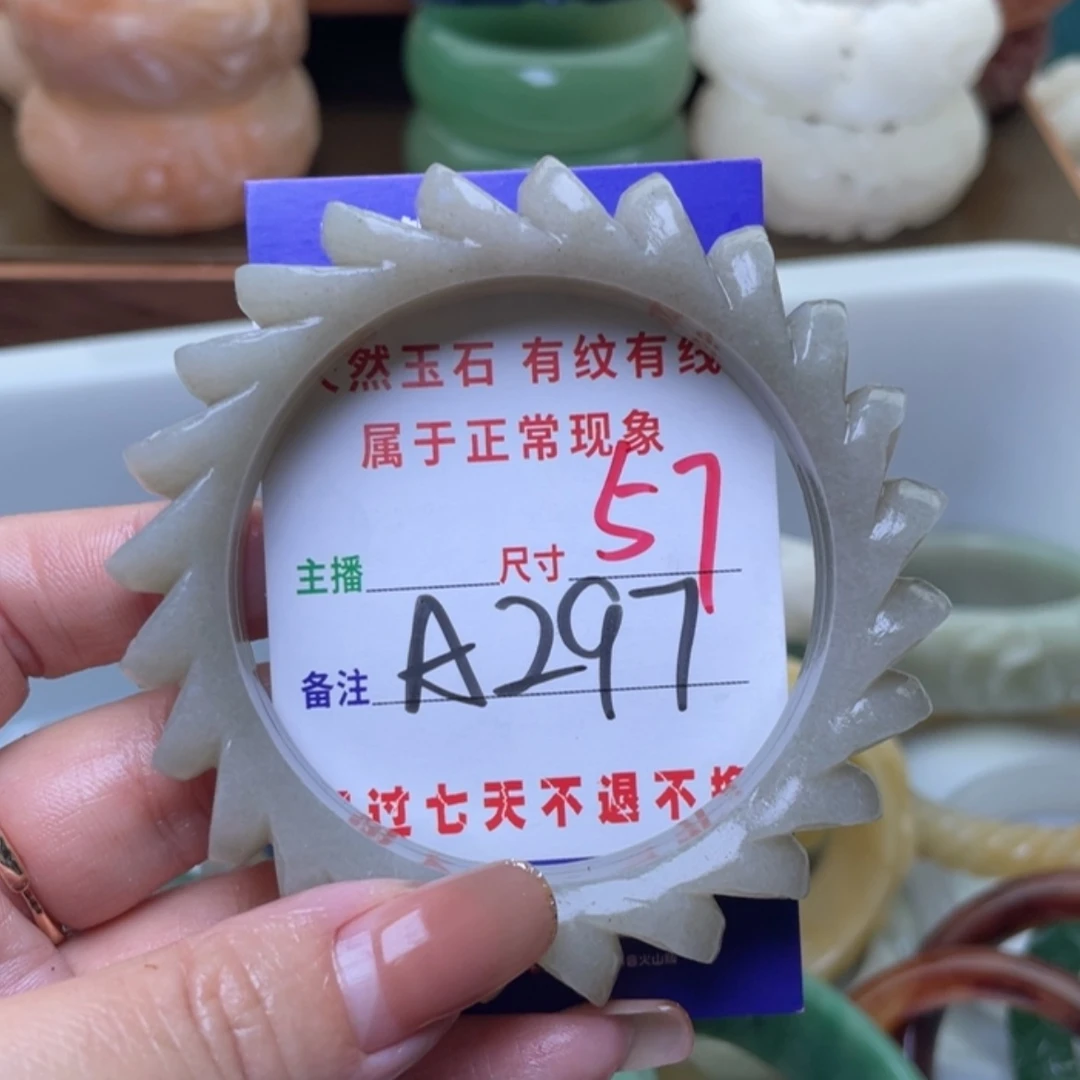 然玉石 有纹有线
属于正常现象
57
主播 尺寸
A297
备注
过七天不退不换